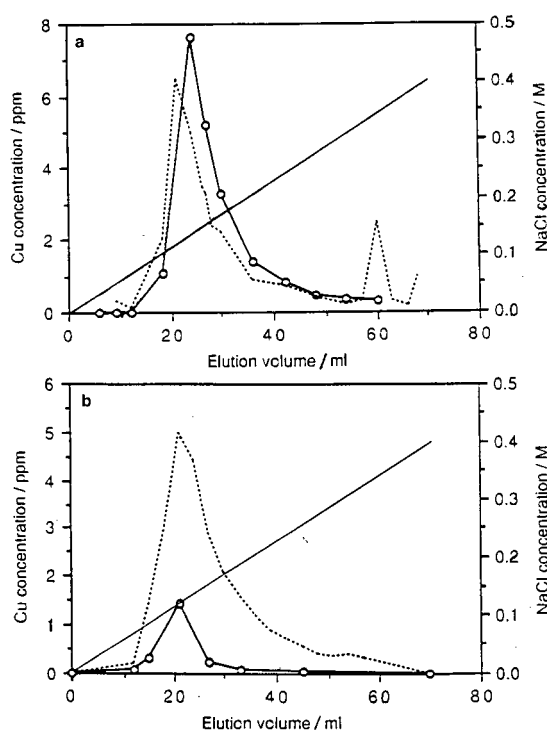 a
8
6
4
2
0
Cu concentration / ppm
0.5
0.4
0.3
0.2
0.1
0.0
NaCl concentration / M
0 20 40 60 80
Elution volume / ml
b
6
5
4
3
2
1
0
Cu concentration / ppm
0.5
0.4
0.3
0.2
0.1
0.0
NaCl concentration / M
0 20 40 60 80
Elution volume / ml